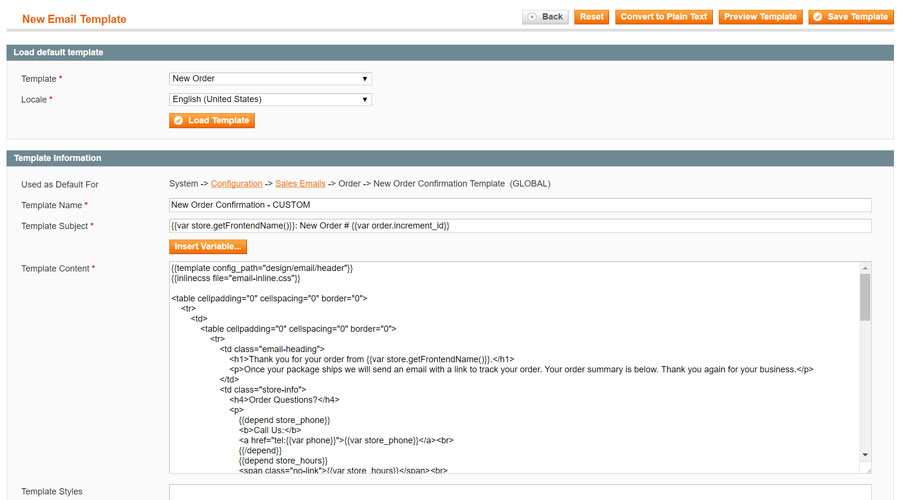 New Email Template
Back
Reset
Convert to Plain Text
Preview Template
Save Template
Load default template
Template *
New Order
Locale *
English (United States)
Load Template
Template Information
Used as Default For
System -> Configuration -> Sales Emails -> Order -> New Order Confirmation Template (GLOBAL)
Template Name *
New Order Confirmation - CUSTOM
Template Subject *
{{var store.getFrontendName()}}: New Order # {{var order.increment_id}}
Insert Variable...
Template Content *
{{template config_path="design/email/header"}}
{{inlinecss file="email-inline.css"}}
<table cellpadding="0" cellspacing="0" border="0">
<tr>
<td>
<table cellpadding="0" cellspacing="0" border="0">
<tr>
<td class="email-heading">
<h1>Thank you for your order from {{var store.getFrontendName()}}.</h1>
<p>Once your package ships we will send an email with a link to track your order. Your order summary is below. Thank you again for your business.</p>
</td>
<td class="store-info">
<h4>Order Questions?</h4>
<p>
{{depend store_phone}}
<b>Call Us:</b>
<a href="tel:{{var phone}}">{{var store_phone}}</a><br>
{{/depend}}
{{depend store_hours}}
<span class="no-link">{{var store_hours}}</span><br>
Template Styles